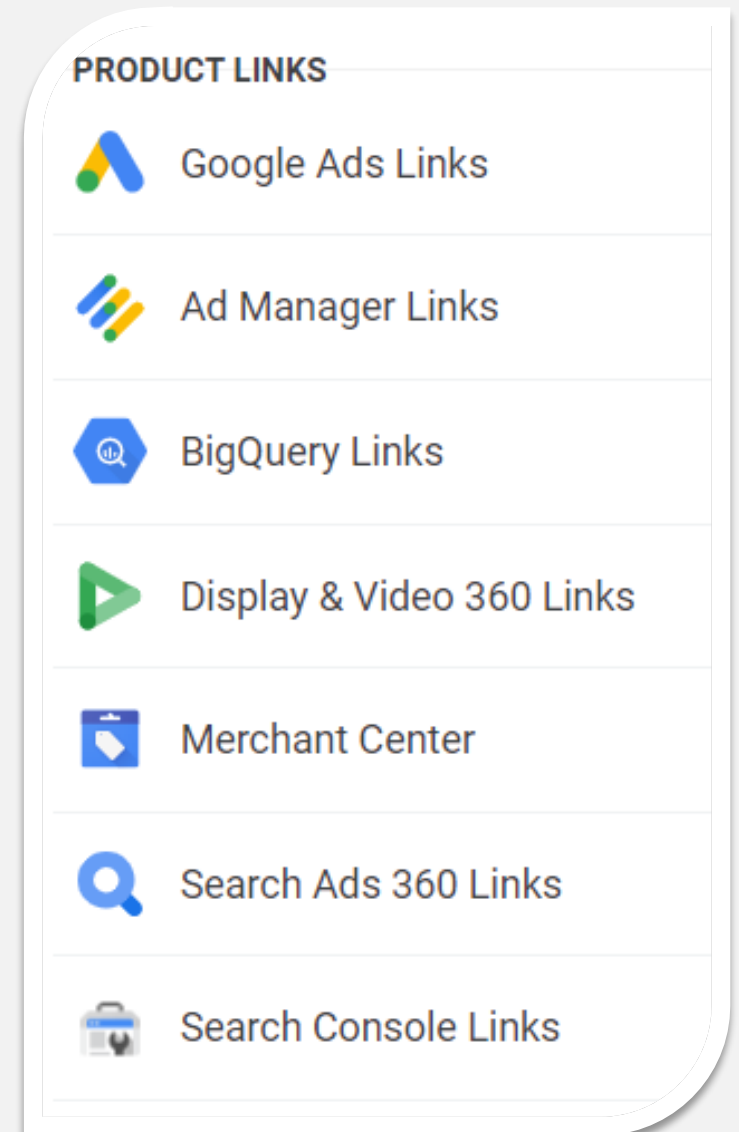 PRODUCT LINKS
Google Ads Links
Ad Manager Links
BigQuery Links
Display & Video 360 Links
Merchant Center
Search Ads 360 Links
Search Console Links